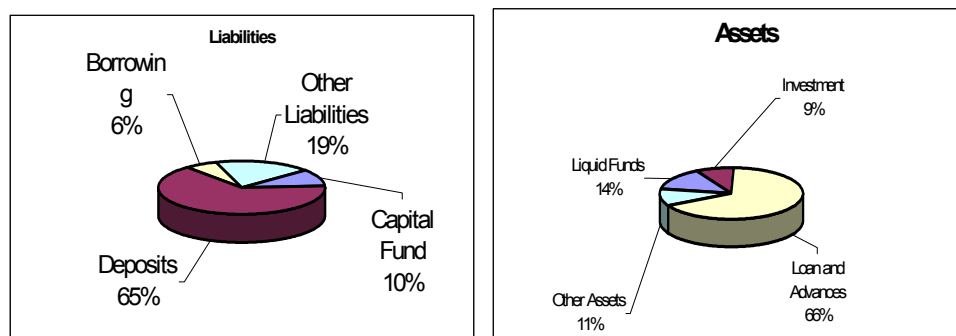 Liabilities
Borrowin
g
6%
Other
Liabilities
19%
Capital
Fund
10%
Deposits
65%
Assets
Investment
9%
Liquid Funds
14%
Other Assets
11%
Loan and
Advances
66%